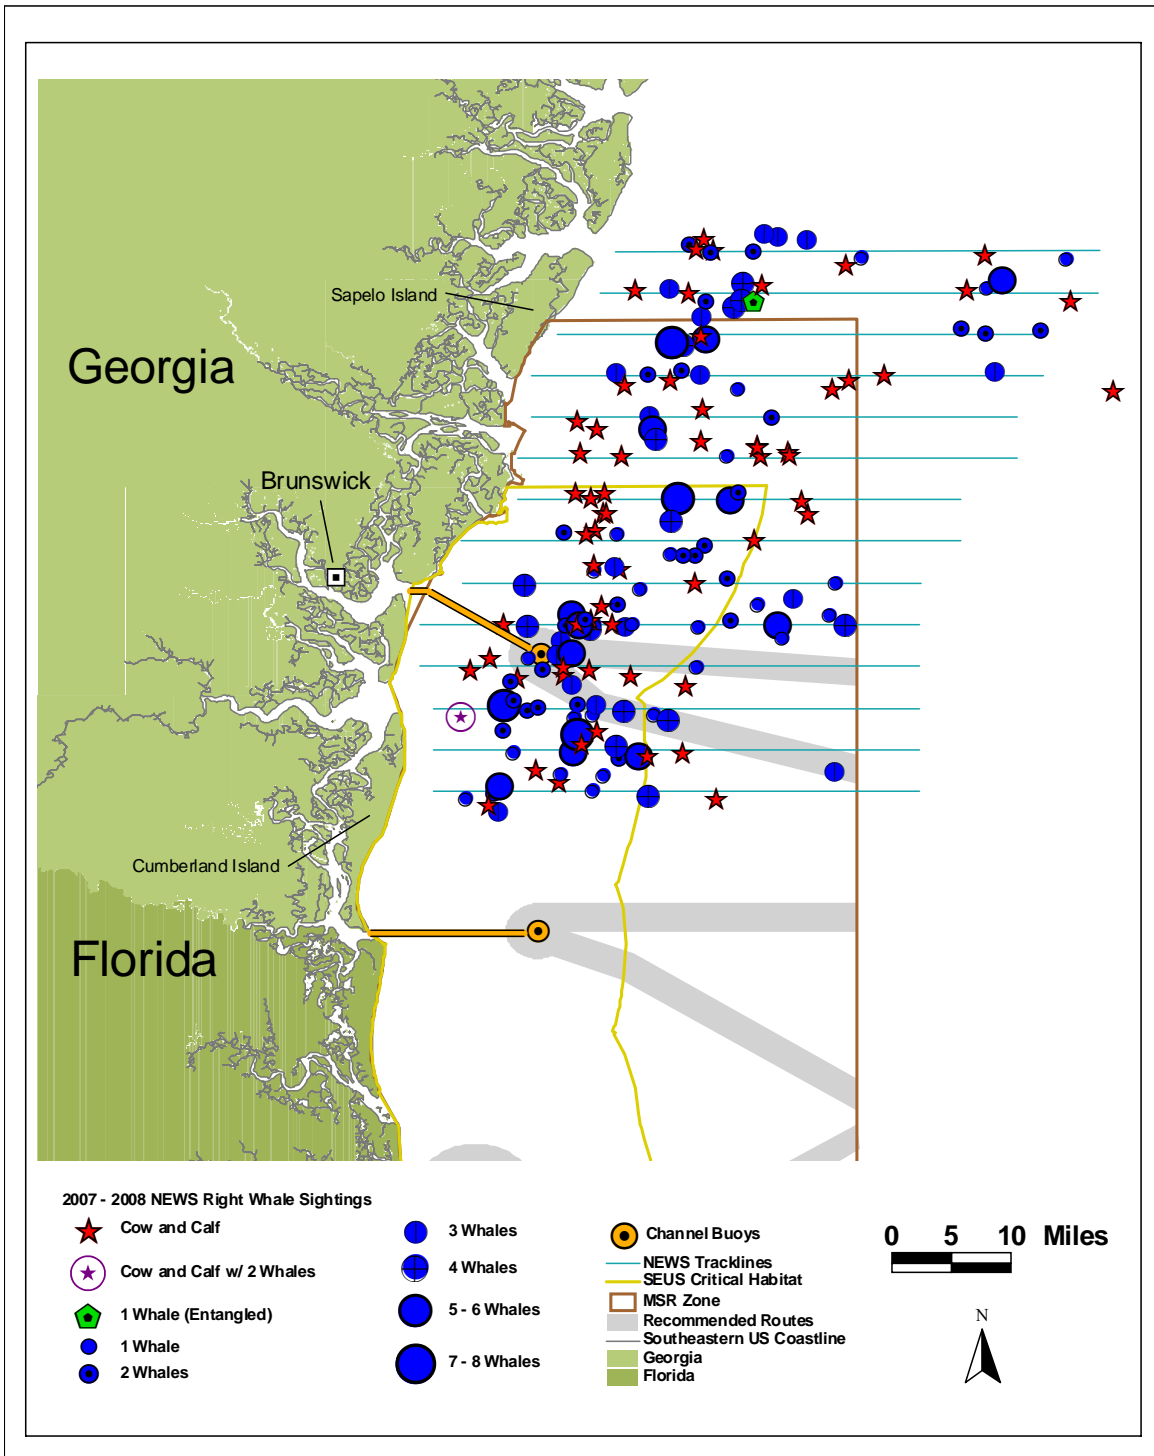 Sapelo Island
Georgia
Brunswick
Cumberland Island
Florida
2007 - 2008 NEWS Right Whale Sightings
Cow and Calf
Cow and Calf w/ 2 Whales
1 Whale (Entangled)
1 Whale
2 Whales
3 Whales
4 Whales
5 - 6 Whales
7 - 8 Whales
Channel Buoys
NEWS Tracklines
SEUS Critical Habitat
MSR Zone
Recommended Routes
Southeastern US Coastline
Georgia
Florida
0 5 10 Miles
N